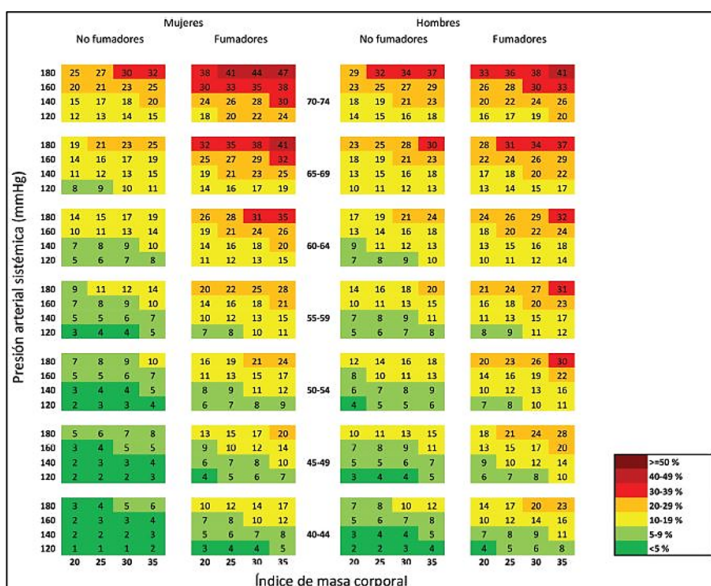 Mujeres Hombres
No fumadores Fumadores No fumadores Fumadores
180 25 27 30 32 38 41 44 47 29 32 34 37 33 36 38 41
160 20 21 23 25 30 33 35 38 23 25 27 29 26 28 30 33
140 15 17 18 20 24 26 28 30 70-74 18 19 21 23 20 22 24 26
120 12 13 14 15 18 20 22 24 14 15 16 18 16 17 19 20
180 19 21 23 25 32 35 38 41 23 25 28 30 28 31 34 37
160 14 16 17 19 25 27 29 32 18 20 21 23 22 24 26 29
140 11 12 13 15 19 21 23 25 65-69 13 15 16 18 17 18 20 22
120 8 9 10 11 14 16 17 19 10 11 12 13 13 14 15 17
180 14 15 17 19 26 28 31 35 17 19 21 24 24 26 29 32
160 10 11 13 14 19 21 24 26 13 14 16 18 18 20 22 24
140 7 8 9 10 14 16 18 20 60-64 9 11 12 13 13 15 16 18
120 5 6 7 8 11 12 13 15 7 8 9 10 10 11 12 14
180 9 11 12 14 20 22 25 28 14 16 18 20 21 24 27 31
160 7 8 9 10 14 16 18 21 10 11 13 15 16 18 20 23
140 5 5 6 7 10 12 13 15 55-59 7 8 9 11 11 13 15 17
120 3 4 4 5 7 8 10 11 5 6 7 8 8 9 11 12
180 7 8 9 10 16 19 21 24 12 14 16 18 20 23 26 30
160 5 5 6 7 11 13 15 17 8 10 11 13 14 16 19 22
140 3 4 4 5 8 9 11 12 50-54 6 7 8 9 10 12 13 16
120 2 3 3 4 6 7 8 9 4 5 5 6 7 8 10 11
180 5 6 7 8 13 15 17 20 10 11 13 15 18 21 24 28
160 3 4 5 5 9 10 12 14 7 8 9 11 13 15 17 20
140 2 3 3 4 6 7 8 10 45-49 5 5 6 7 9 10 12 14
120 2 2 2 3 4 5 6 7 3 4 4 5 6 7 8 10
180 3 4 5 6 10 12 14 17 7 8 10 12 14 17 20 23
160 2 3 3 4 7 8 10 12 5 6 7 8 10 12 14 16
140 2 2 2 3 5 6 7 8 40-44 3 4 4 5 7 8 9 11
120 1 1 1 2 3 4 4 5 2 2 3 4 4 5 6 8
20 25 30 35 20 25 30 35 20 25 30 35 20 25 30 35
Índice de masa corporal
Presión arterial sistémica (mmHg)
>=50 %
40-49 %
30-39 %
20-29 %
10-19 %
5-9 %
<5 %